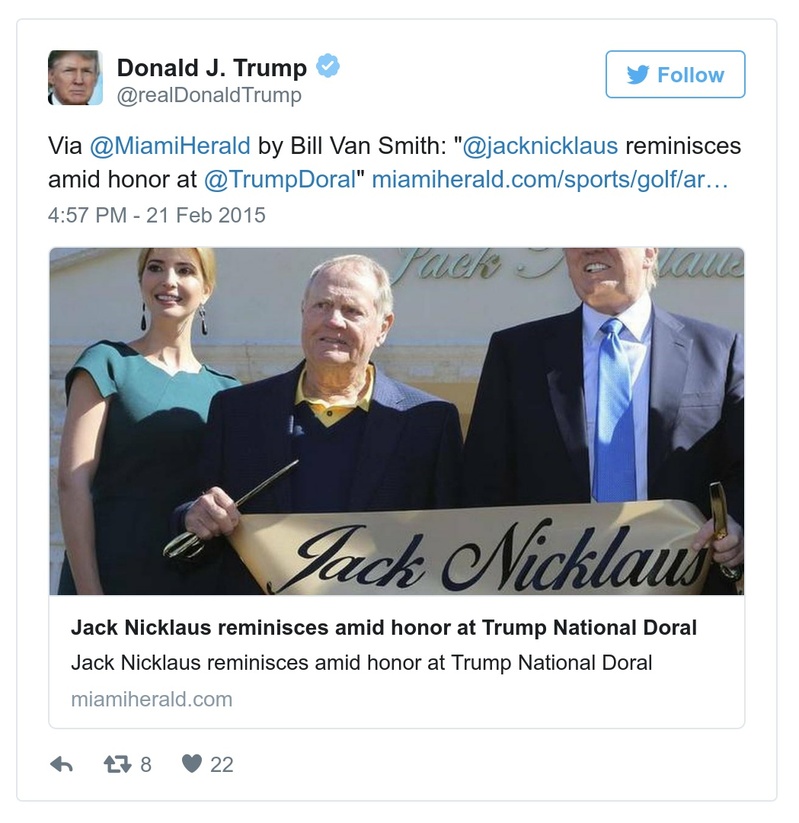 Donald J. Trump
@realDonaldTrump
Follow
Via @MiamiHerald by Bill Van Smith: "@jacknicklaus reminisces
amid honor at @TrumpDoral" miamiherald.com/sports/golf/ar…
4:57 PM - 21 Feb 2015
Jack
Jack Nicklaus
Jack Nicklaus reminisces amid honor at Trump National Doral
Jack Nicklaus reminisces amid honor at Trump National Doral
miamiherald.com
8
22